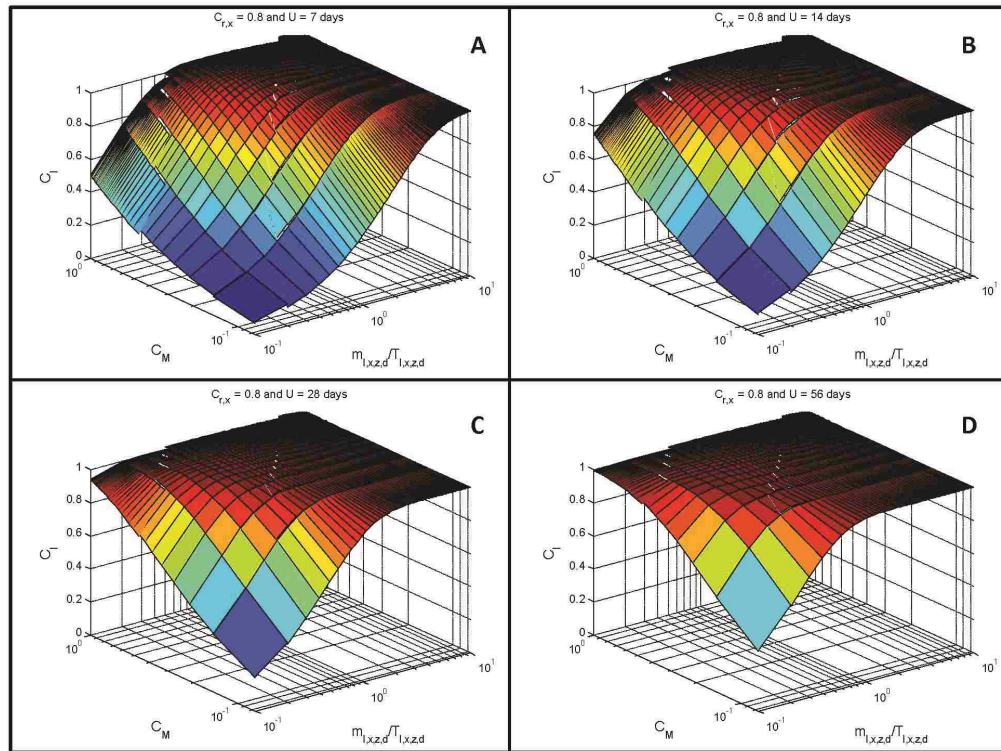 C_{r,x} = 0.8 and U = 7 days
A
1
0.8
0.6
0.4
0.2
0
C_I
10^0
10^{-1}
C_M
10^{-1}
10^0
10^1
m_{I,x,z,d}/T_{I,x,z,d}
C_{r,x} = 0.8 and U = 14 days
B
1
0.8
0.6
0.4
0.2
0
C_I
10^0
10^{-1}
C_M
10^{-1}
10^0
10^1
m_{I,x,z,d}/T_{I,x,z,d}
C_{r,x} = 0.8 and U = 28 days
C
1
0.8
0.6
0.4
0.2
0
C_I
10^0
10^{-1}
C_M
10^{-1}
10^0
10^1
m_{I,x,z,d}/T_{I,x,z,d}
C_{r,x} = 0.8 and U = 56 days
D
1
0.8
0.6
0.4
0.2
0
C_I
10^0
10^{-1}
C_M
10^{-1}
10^0
10^1
m_{I,x,z,d}/T_{I,x,z,d}